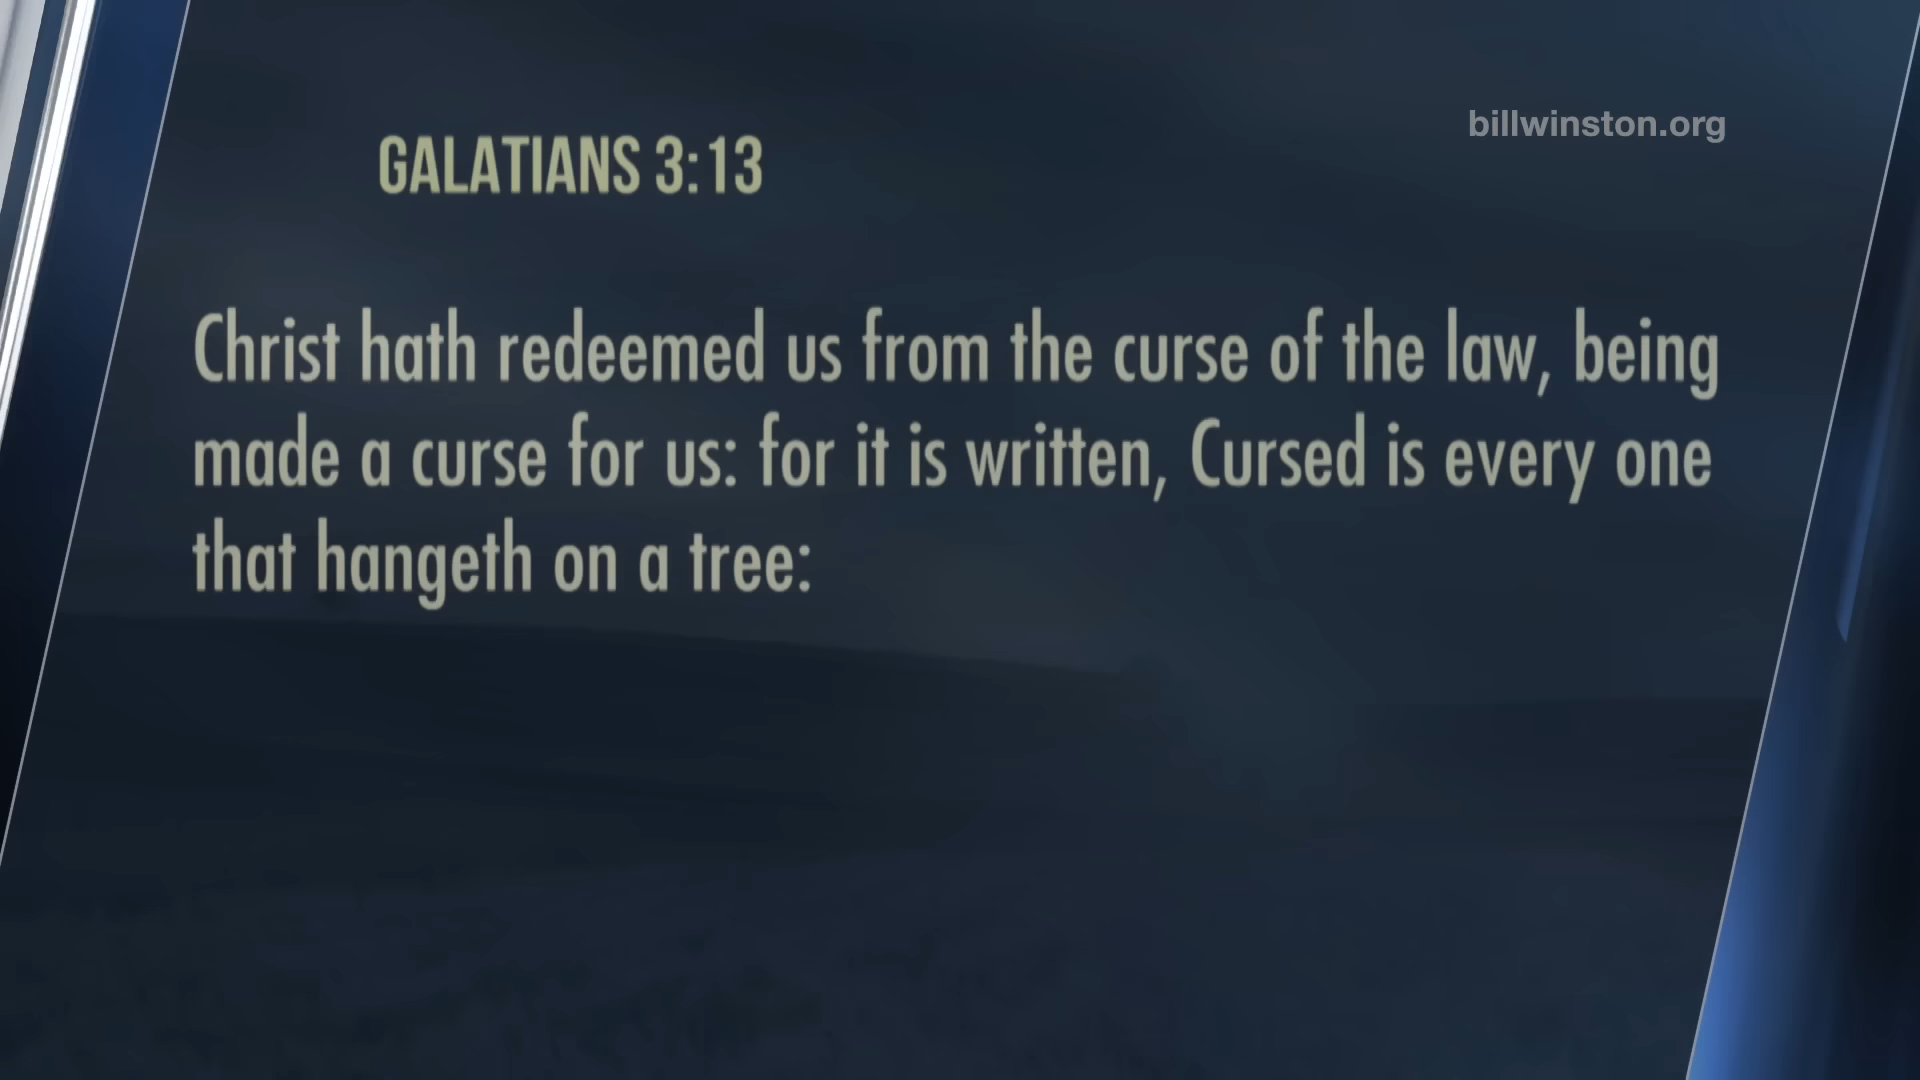 billwinston.org
GALATIANS 3:13
Christ hath redeemed us from the curse of the law, being
made a curse for us: for it is written, Cursed is every one
that hangeth on a tree: